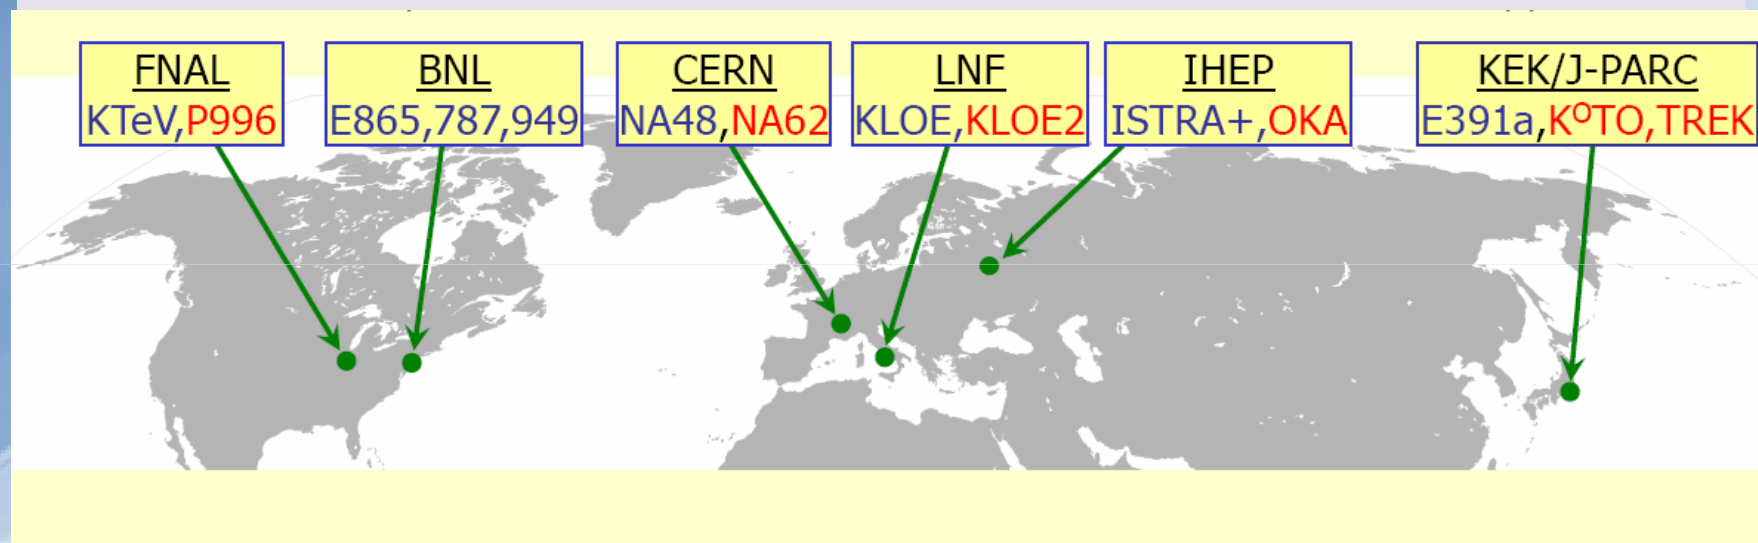 FNAL
KTeV,P996
BNL
E865,787,949
CERN
NA48,NA62
LNF
KLOE,KLOE2
IHEP
ISTRA+,OKA
KEK/J-PARC
E391a,KºTO,TREK